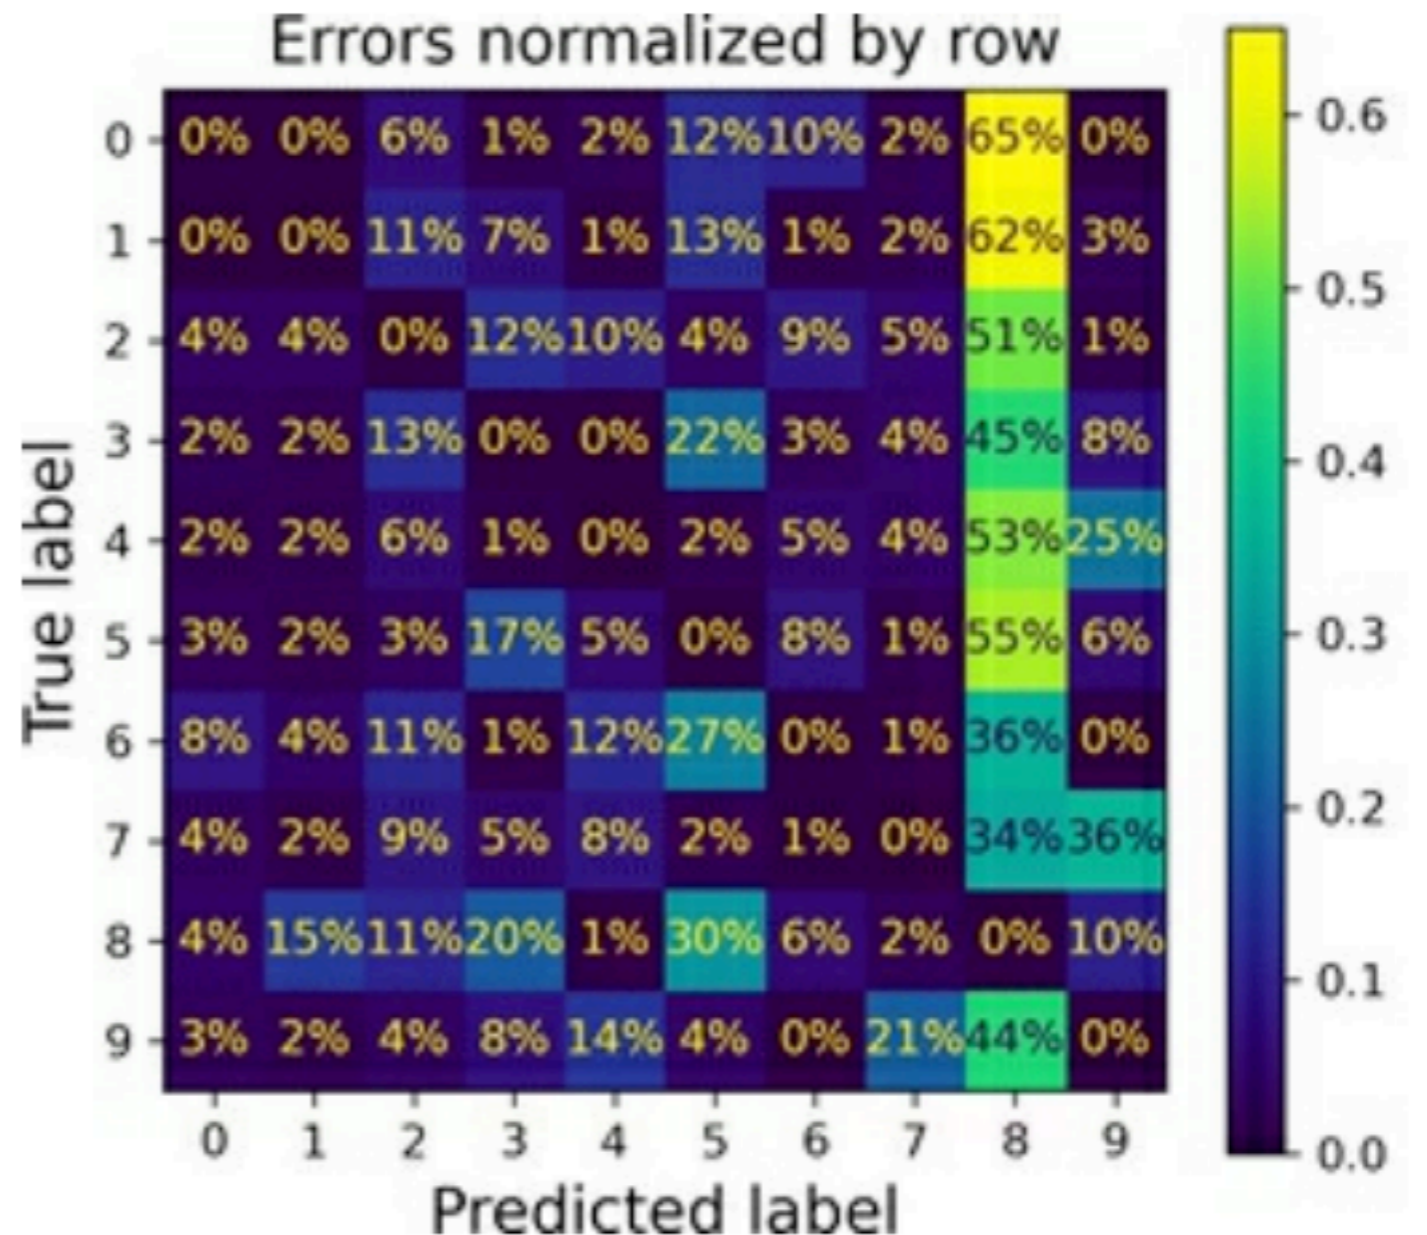 Errors normalized by row
0 0% 0% 6% 1% 2% 12% 10% 2% 65% 0%
1 0% 0% 11% 7% 1% 13% 1% 2% 62% 3%
2 4% 4% 0% 12% 10% 4% 9% 5% 51% 1%
3 2% 2% 13% 0% 0% 22% 3% 4% 45% 8%
4 2% 2% 6% 1% 0% 2% 5% 4% 53% 25%
5 3% 2% 3% 17% 5% 0% 8% 1% 55% 6%
6 8% 4% 11% 1% 12% 27% 0% 1% 36% 0%
7 4% 2% 9% 5% 8% 2% 1% 0% 34% 36%
8 4% 15% 11% 20% 1% 30% 6% 2% 0% 10%
9 3% 2% 4% 8% 14% 4% 0% 21% 44% 0%
0 1 2 3 4 5 6 7 8 9
Predicted label
True label
0.6
0.5
0.4
0.3
0.2
0.1
0.0